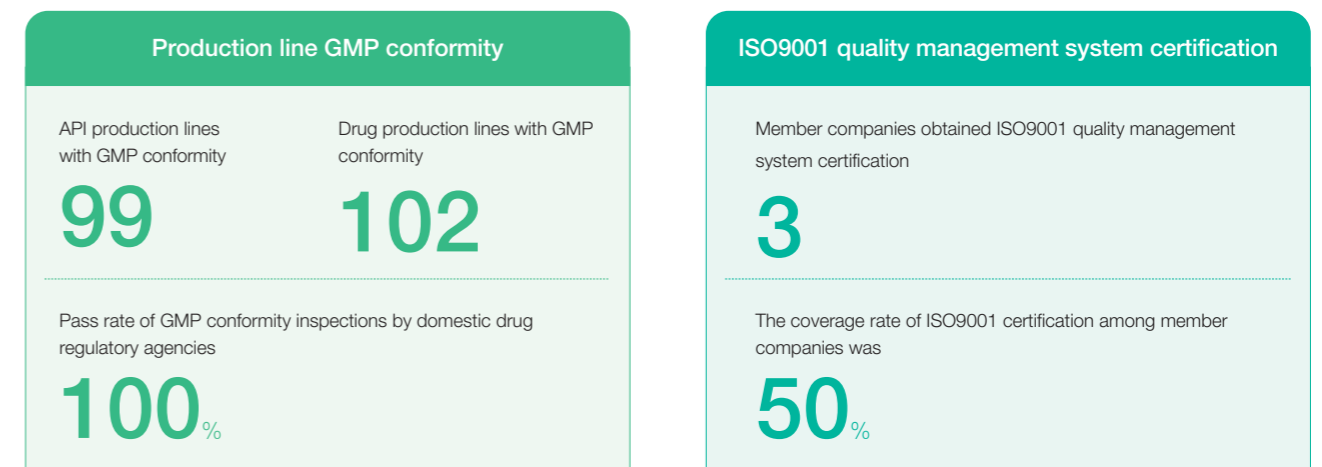 Production line GMP conformity
API production lines
with GMP conformity
99
Drug production lines with GMP
conformity
102
Pass rate of GMP conformity inspections by domestic drug
regulatory agencies
100%
ISO9001 quality management system certification
Member companies obtained ISO9001 quality management
system certification
3
The coverage rate of ISO9001 certification among member
companies was
50%